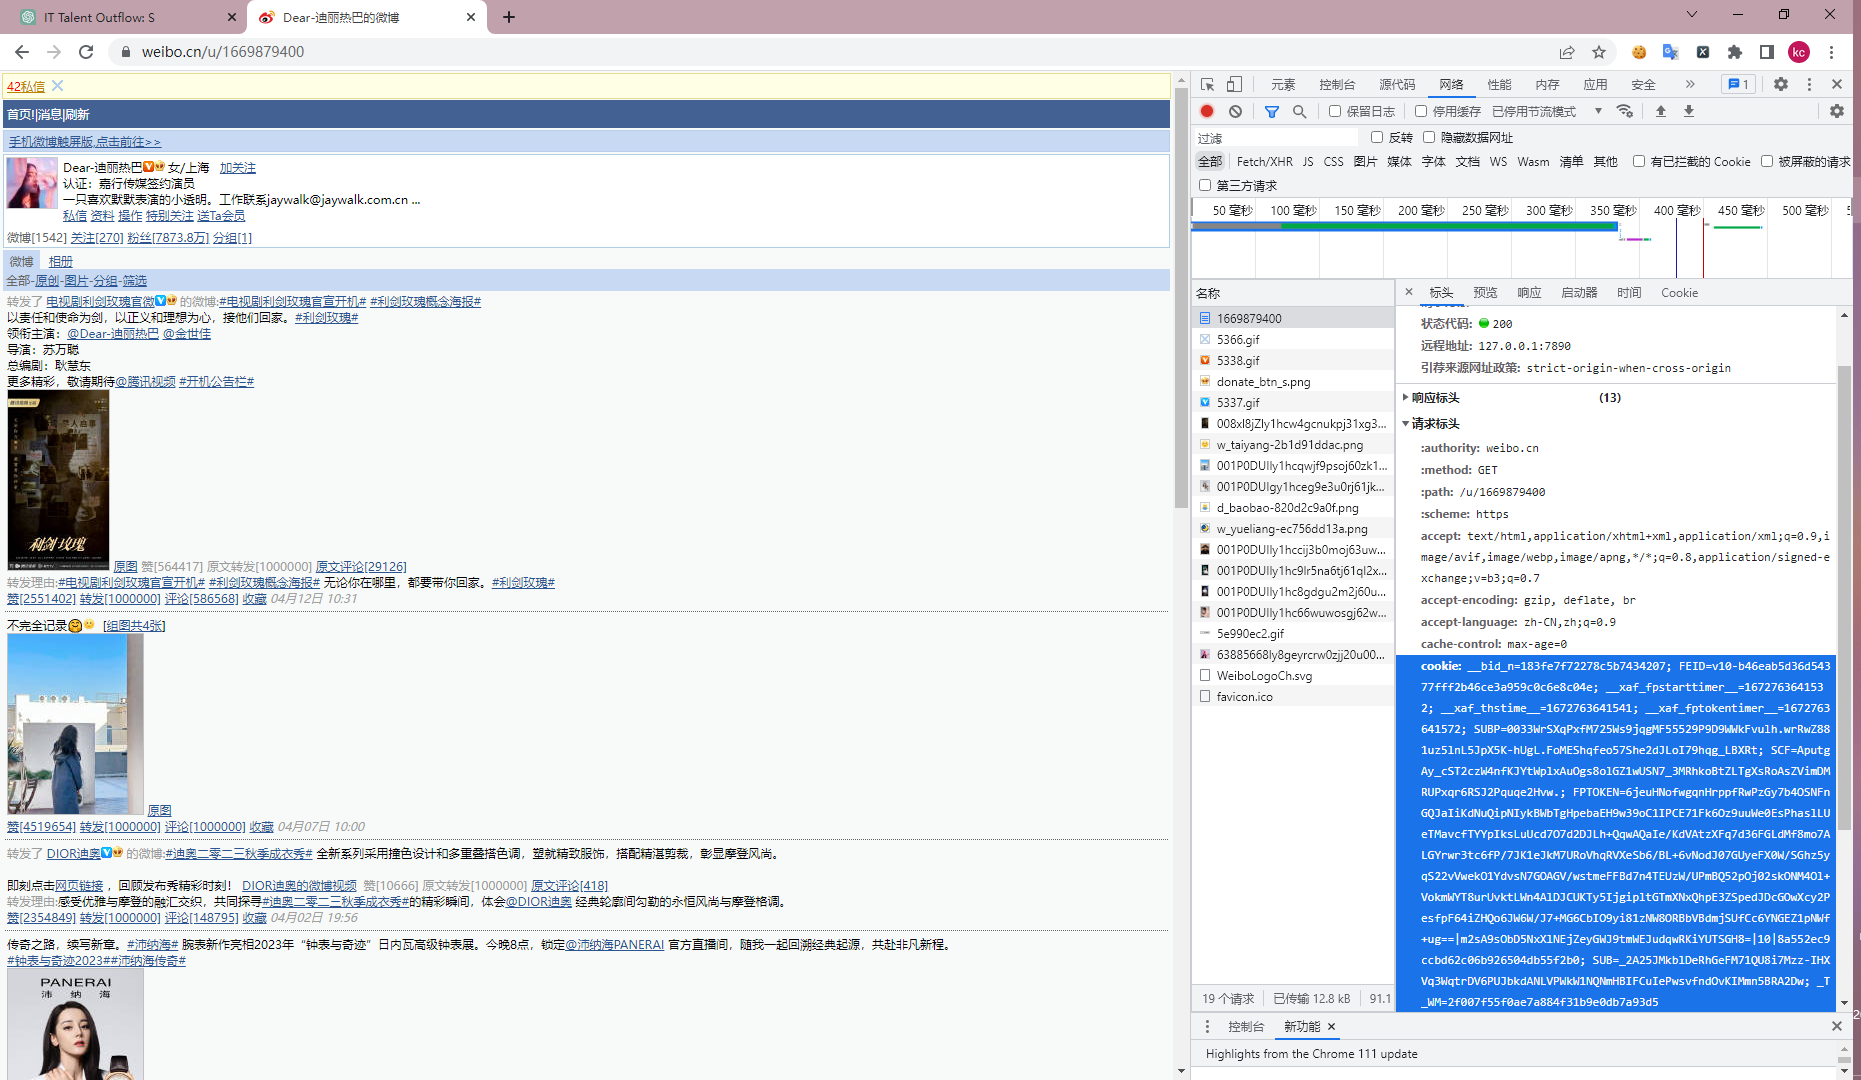 IT Talent Outflow: S
Dear-迪丽热巴的微博
weibo.cn/u/1669879400
kc
42私信
首页!|消息|刷新
手机微博触屏版,点击前往>>
Dear-迪丽热巴 女/上海 加关注
认证：嘉行传媒签约演员
一只喜欢默默表演的小透明。工作联系jaywalk@jaywalk.com.cn ...
私信 资料 操作 特别关注 送Ta会员
微博[1542] 关注[270] 粉丝[7873.8万] 分组[1]
微博 相册
全部-原创-图片-分组-筛选
转发了 电视剧利剑玫瑰官微 的微博:#电视剧利剑玫瑰官宣开机# #利剑玫瑰概念海报#
以责任和使命为剑，以正义和理想为心，接他们回家。#利剑玫瑰#
领衔主演：@Dear-迪丽热巴 @金世佳
导演：苏万聪
总编剧：耿慧东
更多精彩，敬请期待@腾讯视频 #开机公告栏#
利剑 玫瑰
原图 赞[564417] 原文转发[1000000] 原文评论[29126]
转发理由:#电视剧利剑玫瑰官宣开机# #利剑玫瑰概念海报# 无论你在哪里，都要带你回家。#利剑玫瑰#
赞[2551402] 转发[1000000] 评论[586568] 收藏 04月12日 10:31
不完全记录 [组图共4张]
原图
赞[4519654] 转发[1000000] 评论[1000000] 收藏 04月07日 10:00
转发了 DIOR迪奥 的微博:#迪奥二零二三秋季成衣秀# 全新系列采用撞色设计和多重叠搭色调，塑就精致服饰，搭配精湛剪裁，彰显摩登风尚。
即刻点击网页链接 ，回顾发布秀精彩时刻！ DIOR迪奥的微博视频 赞[10666] 原文转发[1000000] 原文评论[418]
转发理由:感受优雅与摩登的融汇交织，共同探寻#迪奥二零二三秋季成衣秀#的精彩瞬间，体会@DIOR迪奥 经典轮廓间勾勒的永恒风尚与摩登格调。
赞[2354849] 转发[1000000] 评论[148795] 收藏 04月02日 19:56
传奇之路，续写新章。#沛纳海# 腕表新作亮相2023年“钟表与奇迹”日内瓦高级钟表展。今晚8点，锁定@沛纳海PANERAI 官方直播间，随我一起回溯经典起源，共赴非凡新程。
#钟表与奇迹2023##沛纳海传奇#
PANERAI
沛 纳 海
元素 控制台 源代码 网络 性能 内存 应用 安全 » 1
保留日志 停用缓存 已停用节流模式
过滤 反转 隐藏数据网址
全部 Fetch/XHR JS CSS 图片 媒体 字体 文档 WS Wasm 清单 其他 有已拦截的 Cookie 被屏蔽的请求
第三方请求
50 毫秒 100 毫秒 150 毫秒 200 毫秒 250 毫秒 300 毫秒 350 毫秒 400 毫秒 450 毫秒 500 毫秒
名称
1669879400
5366.gif
5338.gif
donate_btn_s.png
5337.gif
008xl8jZly1hcw4gcnukpj31xg3...
w_taiyang-2b1d91ddac.png
001P0DUIly1hcqwjf9psoj60zk1...
001P0DUIgy1hceg9e3u0rj61jk...
d_baobao-820d2c9a0f.png
w_yueliang-ec756dd13a.png
001P0DUIly1hccij3b0moj63uw...
001P0DUIly1hc9lr5na6tj61ql2x...
001P0DUIly1hc8gdgu2m2j60u...
001P0DUIly1hc66wuwosgj62w...
5e990ec2.gif
63885668ly8geyrcrw0zjj20u00...
WeiboLogoCh.svg
favicon.ico
19 个请求 已传输 12.8 kB 91.1
标头 预览 响应 启动器 时间 Cookie
状态代码: 200
远程地址: 127.0.0.1:7890
引荐来源网址政策: strict-origin-when-cross-origin
响应标头 (13)
请求标头
:authority: weibo.cn
:method: GET
:path: /u/1669879400
:scheme: https
accept: text/html,application/xhtml+xml,application/xml;q=0.9,i
mage/avif,image/webp,image/apng,*/*;q=0.8,application/signed-e
xchange;v=b3;q=0.7
accept-encoding: gzip, deflate, br
accept-language: zh-CN,zh;q=0.9
cache-control: max-age=0
cookie: __bid_n=183fe7f72278c5b7434207; FEID=v10-b46eab5d36d543
77fff2b46ce3a959c0c6e8c04e; __xaf_fpstarttimer__=167276364153
2; __xaf_thstime__=1672763641541; __xaf_fptokentimer__=1672763
641572;
控制台 新功能
Highlights from the Chrome 111 update